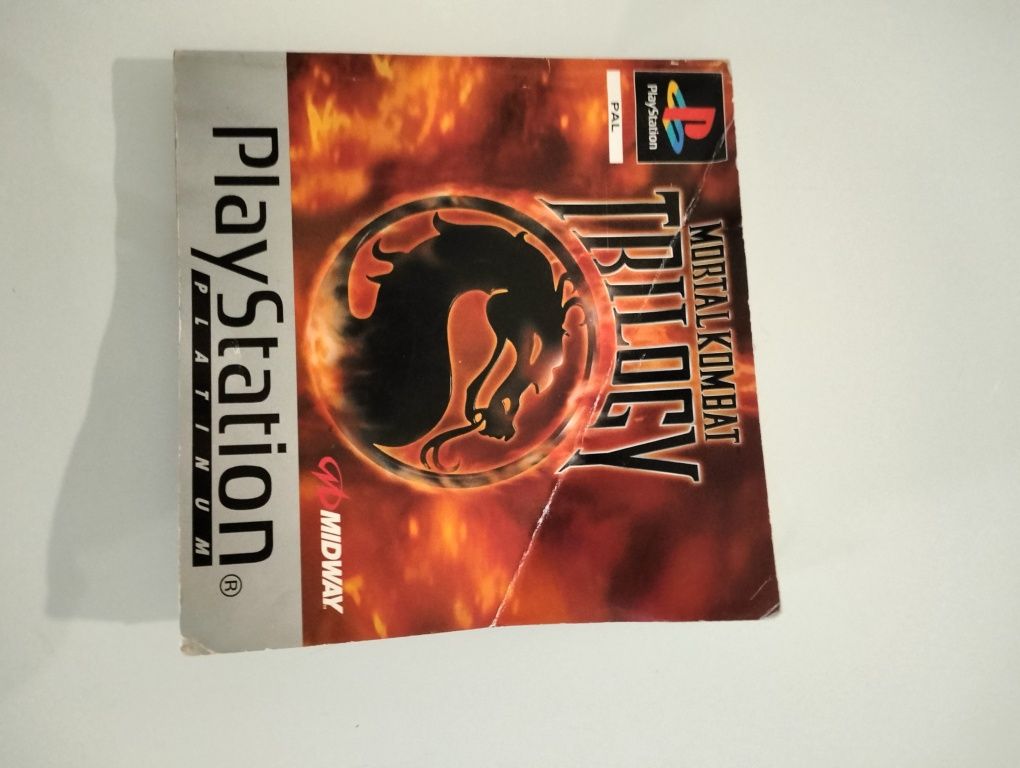 PlayStation
PAL
MORTAL KOMBAT
TRILOGY
MIDWAY
PlayStation®
PLATINUM